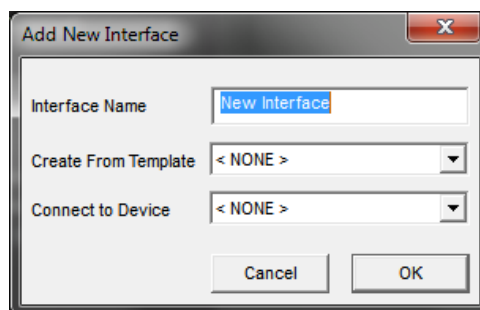 Add New Interface
Interface Name New Interface
Create From Template < NONE >
Connect to Device < NONE >
Cancel OK